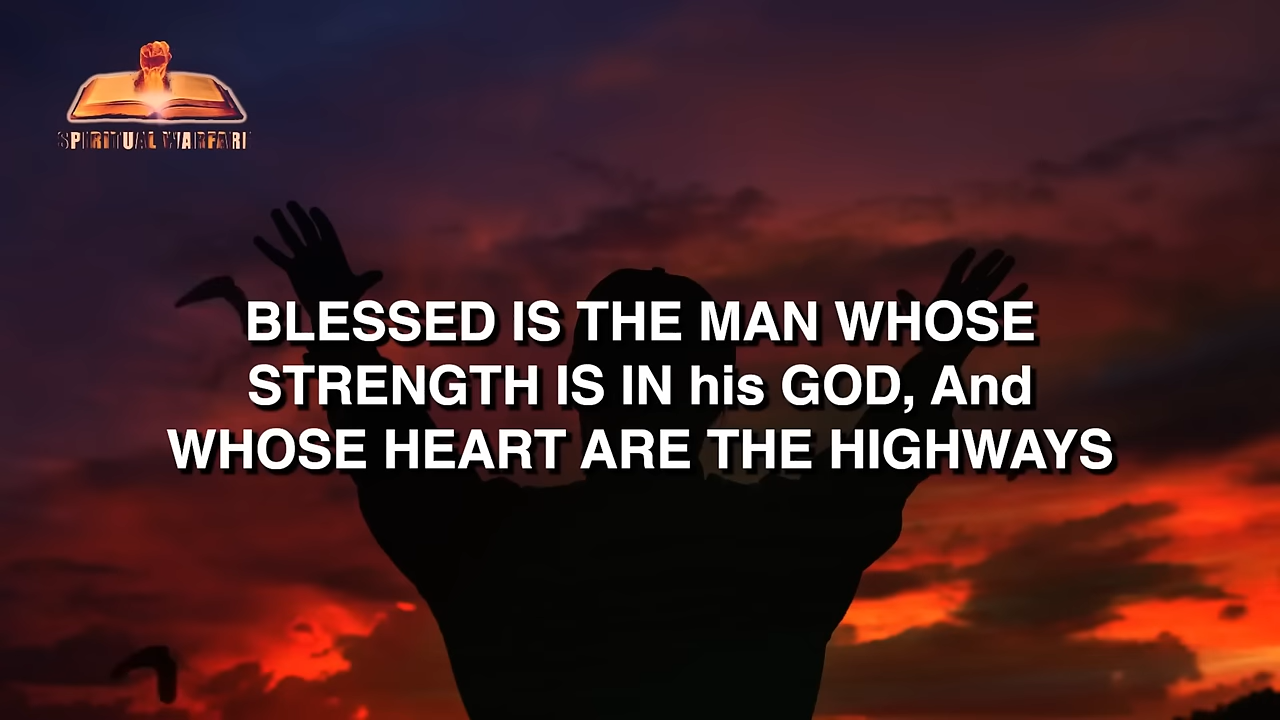 SPIRITUAL WARFARE
BLESSED IS THE MAN WHOSE
STRENGTH IS IN his GOD, And
WHOSE HEART ARE THE HIGHWAYS